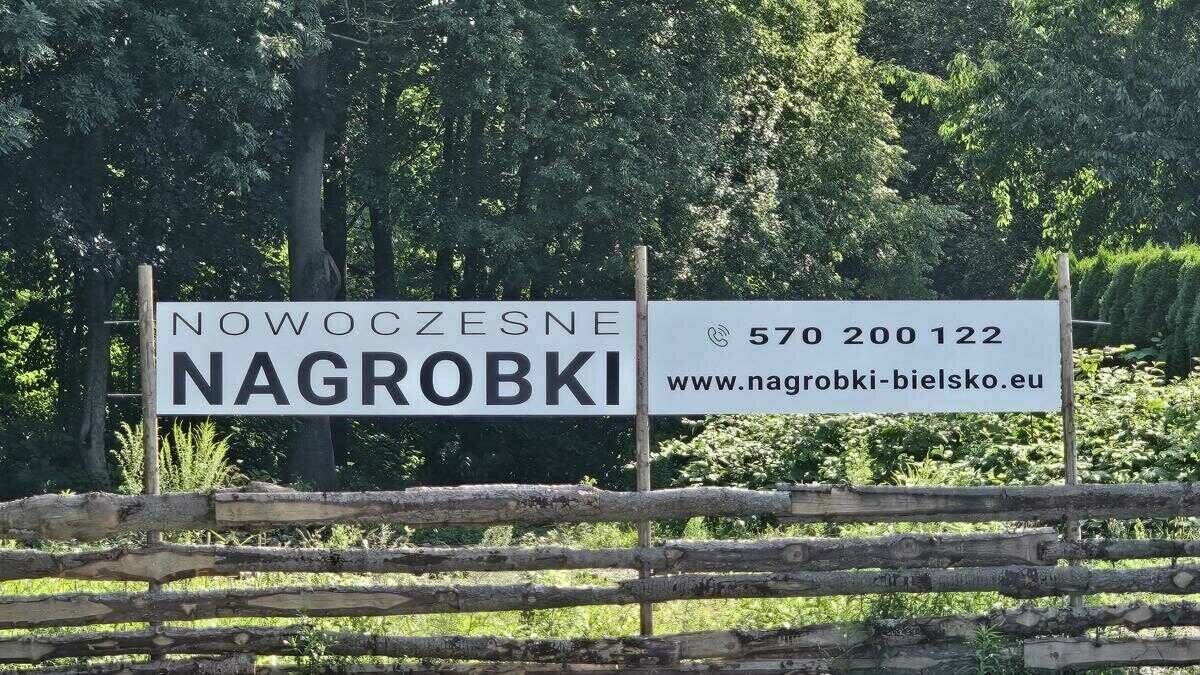 NOWOCZESNE
NAGROBKI
570 200 122
www.nagrobki-bielsko.eu